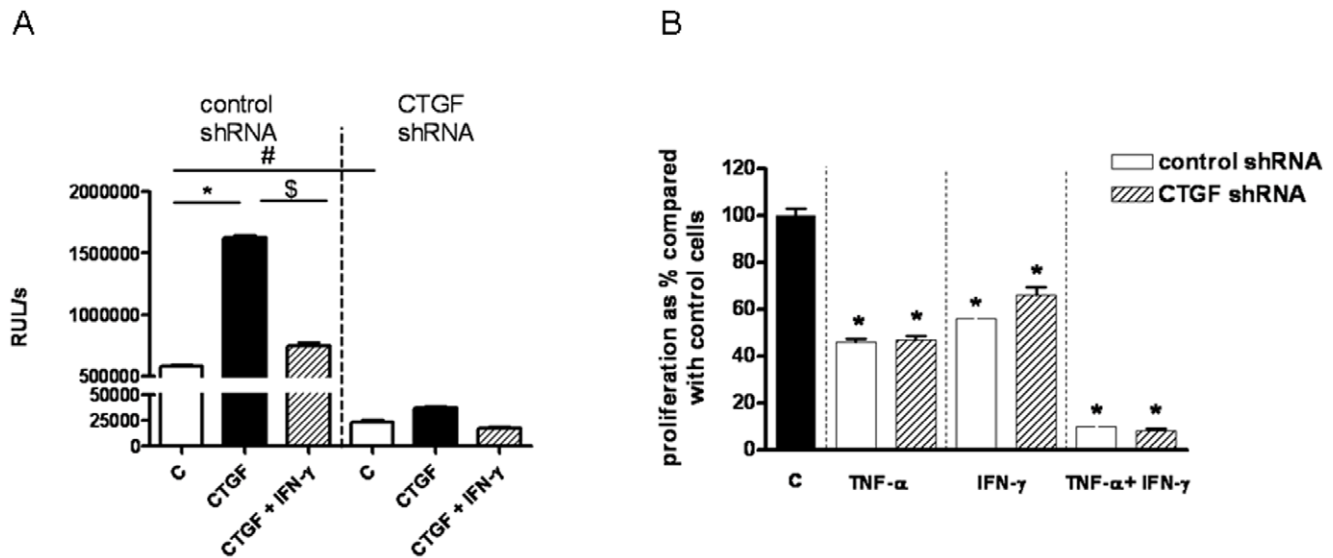 A
B
control
shRNA
CTGF
shRNA
#
*
$
2000000
1500000
1000000
500000
50000
25000
0
RUL/s
C
CTGF
CTGF + IFN-γ
C
CTGF
CTGF + IFN-γ
control shRNA
CTGF shRNA
proliferation as % compared
with control cells
120
100
80
60
40
20
0
*
*
*
*
*
*
C
TNF-α
IFN-γ
TNF-α+ IFN-γ